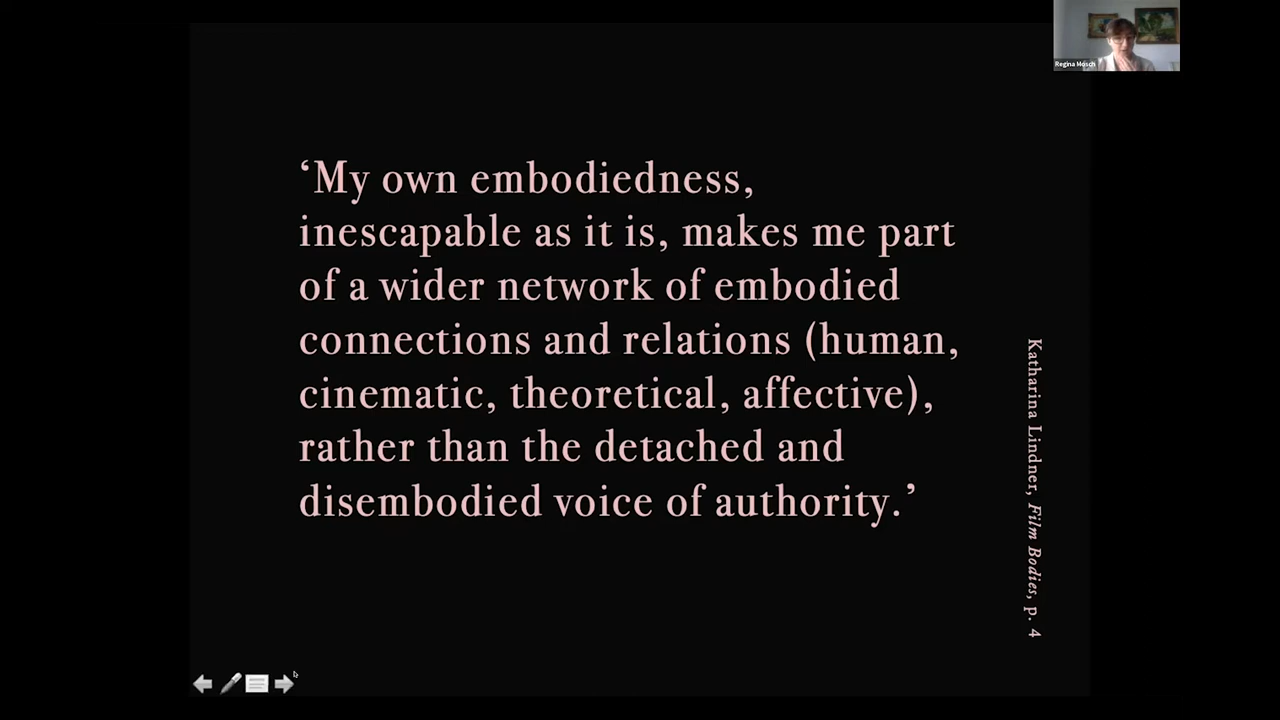 Regina Mosch
‘My own embodiedness,
inescapable as it is, makes me part
of a wider network of embodied
connections and relations (human,
cinematic, theoretical, affective),
rather than the detached and
disembodied voice of authority.’
Katharina Lindner, Film Bodies, p. 4